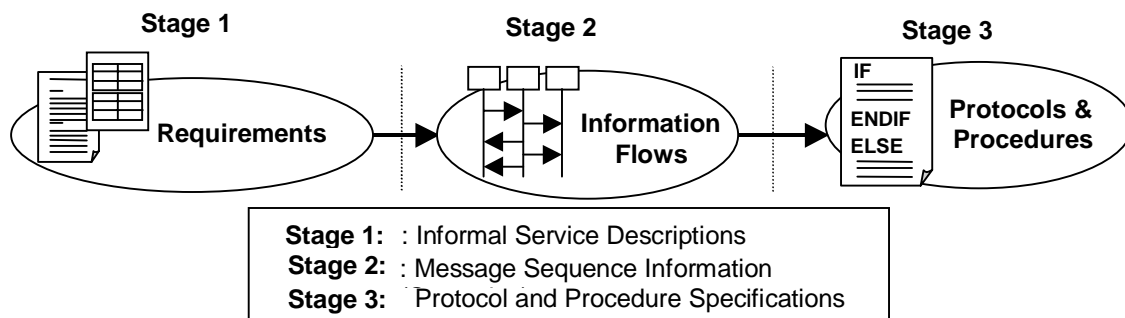 Stage 1
Stage 2
Stage 3
Requirements
Information
Flows
IF
ENDIF
ELSE
Protocols &
Procedures
Stage 1: : Informal Service Descriptions
Stage 2: : Message Sequence Information
Stage 3: Protocol and Procedure Specifications